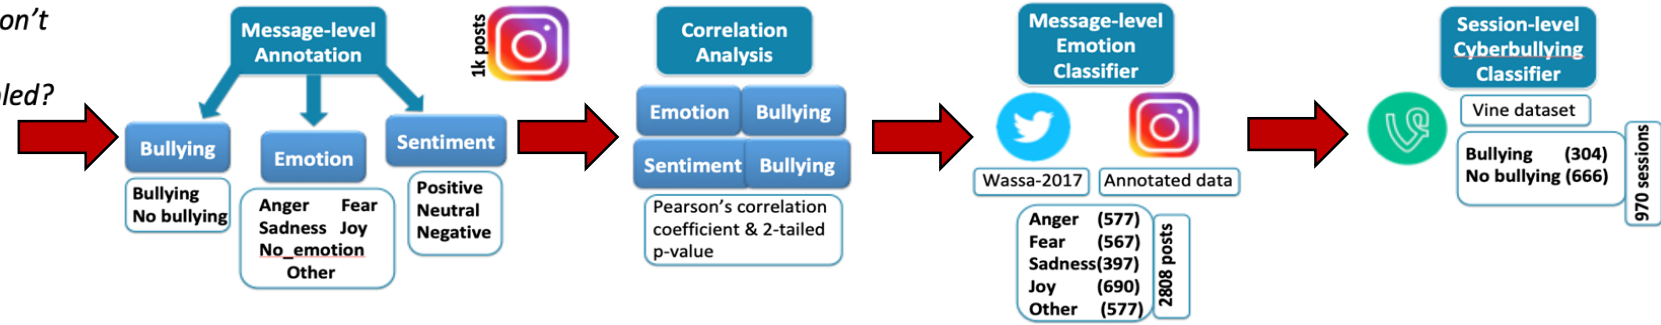 on't
led?
Message-level
Annotation
1k posts
Bullying
Emotion
Sentiment
Bullying
No bullying
Anger Fear
Sadness Joy
No_emotion
Other
Positive
Neutral
Negative
Correlation
Analysis
Emotion Bullying
Sentiment Bullying
Pearson's correlation
coefficient & 2-tailed
p-value
Message-level
Emotion
Classifier
Wassa-2017
Annotated data
Anger (577)
Fear (567)
Sadness(397)
Joy (690)
Other (577)
2808 posts
Session-level
Cyberbullying
Classifier
Vine dataset
Bullying (304)
No bullying (666)
970 sessions